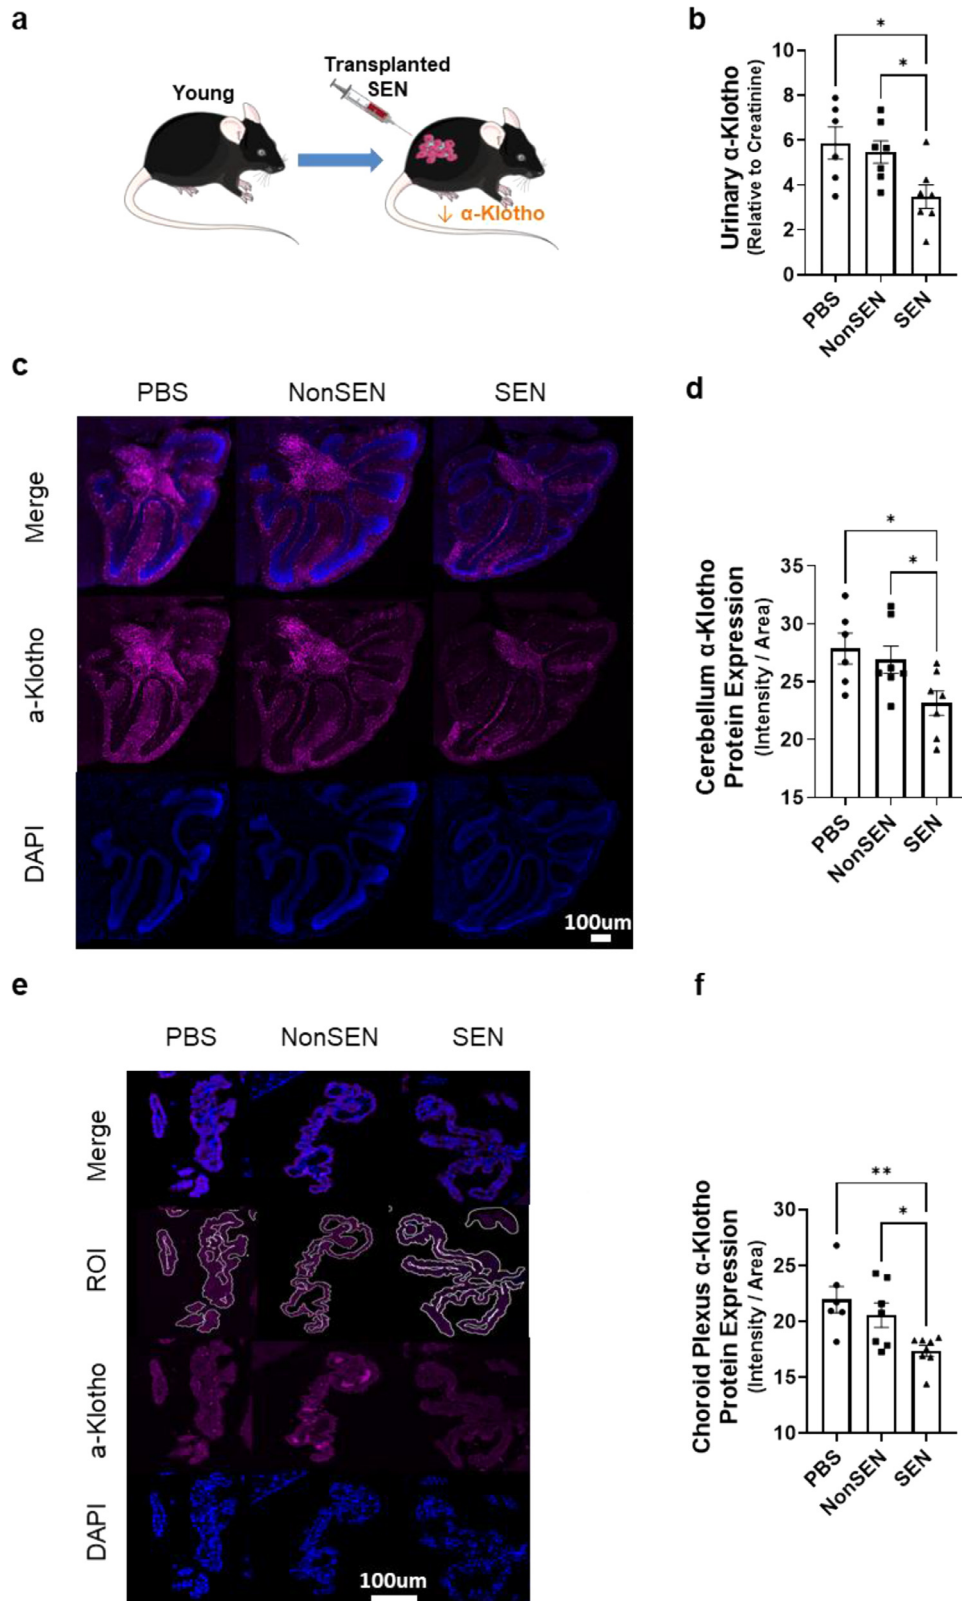 a
Young
Transplanted
SEN
↓ α-Klotho
b
Urinary α-Klotho
(Relative to Creatinine)
10
8
6
4
2
0
*
*
PBS
NonSEN
SEN
c
PBS
NonSEN
SEN
Merge
a-Klotho
DAPI
100um
d
Cerebellum α-Klotho
Protein Expression
(Intensity / Area)
35
30
25
20
15
*
*
PBS
NonSEN
SEN
e
PBS
NonSEN
SEN
Merge
ROI
a-Klotho
DAPI
100um
f
Choroid Plexus α-Klotho
Protein Expression
(Intensity / Area)
30
25
20
15
10
**
*
PBS
NonSEN
SEN